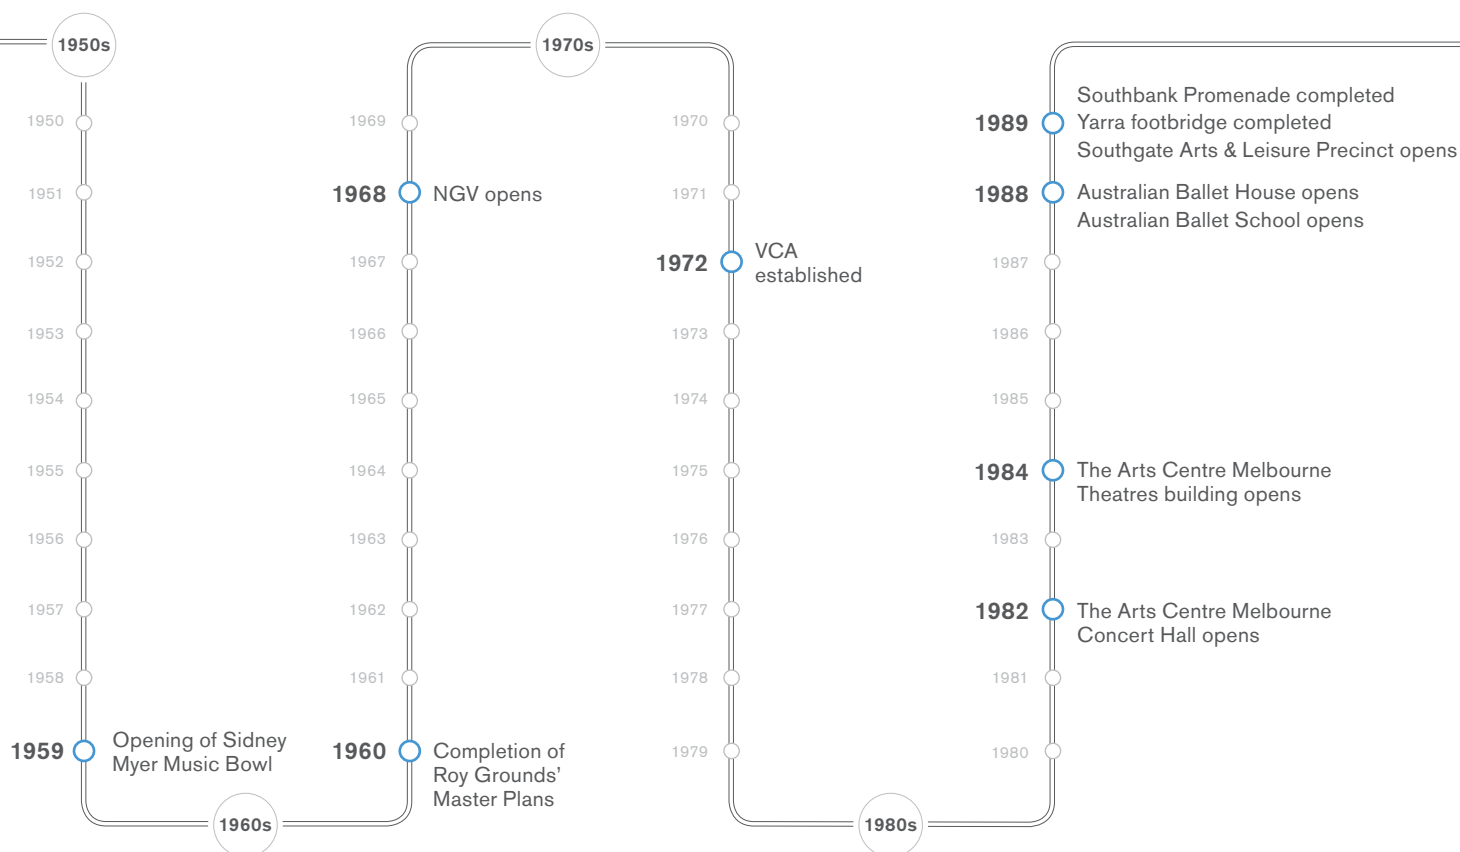 1950s
1950
1951
1952
1953
1954
1955
1956
1957
1958
1959
Opening of Sidney
Myer Music Bowl
1960s
1960
Completion of
Roy Grounds’
Master Plans
1961
1962
1963
1964
1965
1966
1967
1968
NGV opens
1969
1970s
1970
1971
1972
VCA
established
1973
1974
1975
1976
1977
1978
1979
1980s
1980
1981
1982
The Arts Centre Melbourne
Concert Hall opens
1983
1984
The Arts Centre Melbourne
Theatres building opens
1985
1986
1987
1988
Australian Ballet House opens
Australian Ballet School opens
1989
Southbank Promenade completed
Yarra footbridge completed
Southgate Arts & Leisure Precinct opens